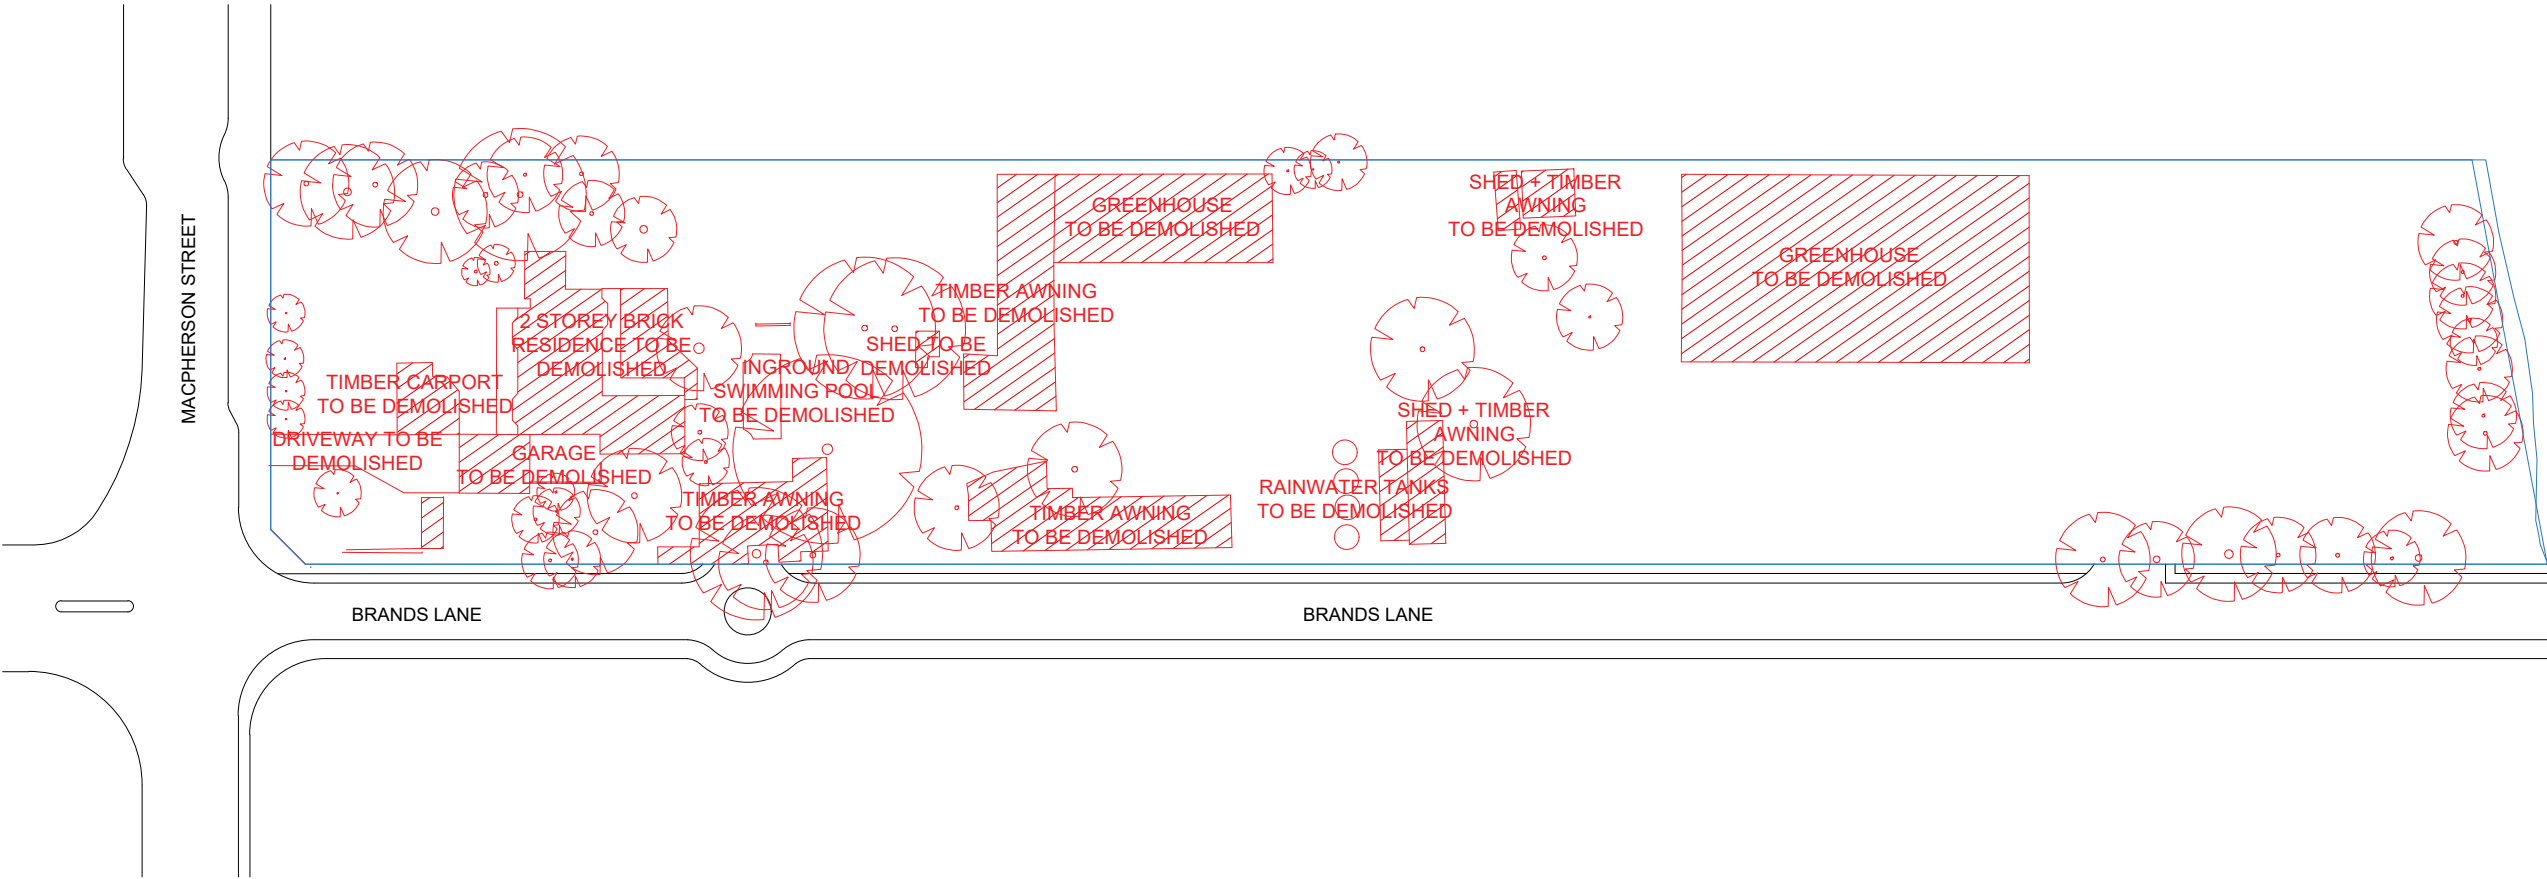 MACPHERSON STREET
GREENHOUSE
TO BE DEMOLISHED
SHED + TIMBER
AWNING
TO BE DEMOLISHED
GREENHOUSE
TO BE DEMOLISHED
TIMBER AWNING
TO BE DEMOLISHED
2 STOREY BRICK
RESIDENCE TO BE
DEMOLISHED
SHED TO BE
DEMOLISHED
INGROUND
SWIMMING POOL
TO BE DEMOLISHED
TIMBER CARPORT
TO BE DEMOLISHED
DRIVEWAY TO BE
DEMOLISHED
GARAGE
TO BE DEMOLISHED
TIMBER AWNING
TO BE DEMOLISHED
TIMBER AWNING
TO BE DEMOLISHED
SHED + TIMBER
AWNING
TO BE DEMOLISHED
RAINWATER TANKS
TO BE DEMOLISHED
BRANDS LANE
BRANDS LANE